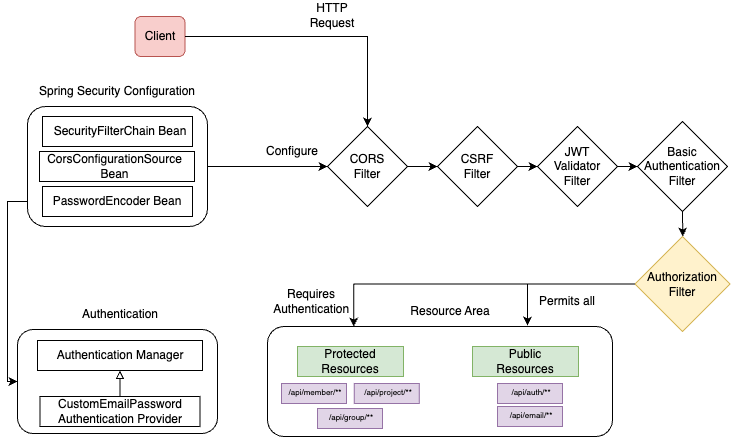 HTTP
Request
Client
Spring Security Configuration
SecurityFilterChain Bean
CorsConfigurationSource
Bean
PasswordEncoder Bean
Configure
CORS
Filter
CSRF
Filter
JWT
Validator
Filter
Basic
Authentication
Filter
Authorization
Filter
Requires
Authentication
Permits all
Resource Area
Protected
Resources
/api/member/**
/api/project/**
/api/group/**
Public
Resources
/api/auth/**
/api/email/**
Authentication
Authentication Manager
CustomEmailPassword
Authentication Provider